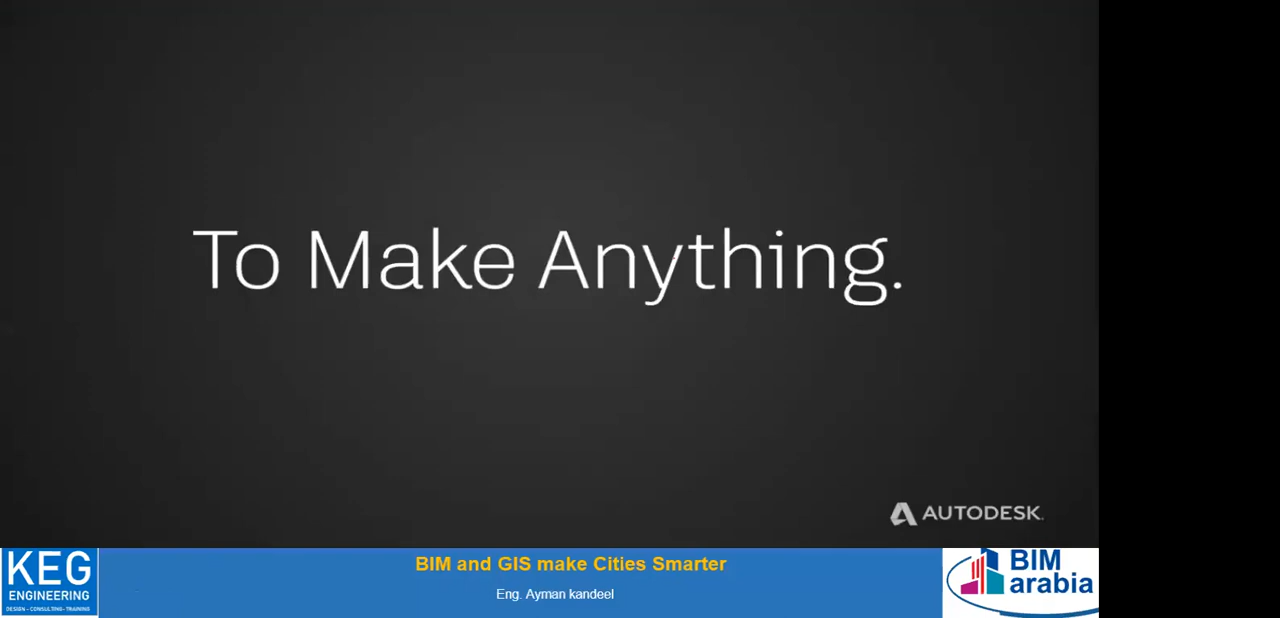 To Make Anything.
AUTODESK.
KEG
ENGINEERING
DESIGN - CONSULTING- TRAINING
BIM and GIS make Cities Smarter
Eng. Ayman kandeel
BIM
arabia